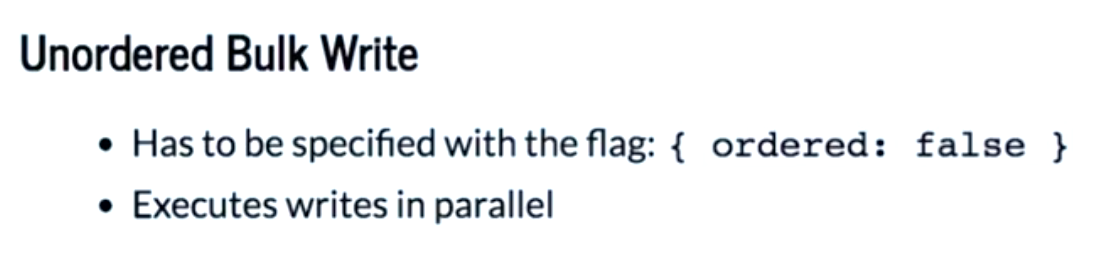 Unordered Bulk Write
• Has to be specified with the flag: { ordered: false }
• Executes writes in parallel